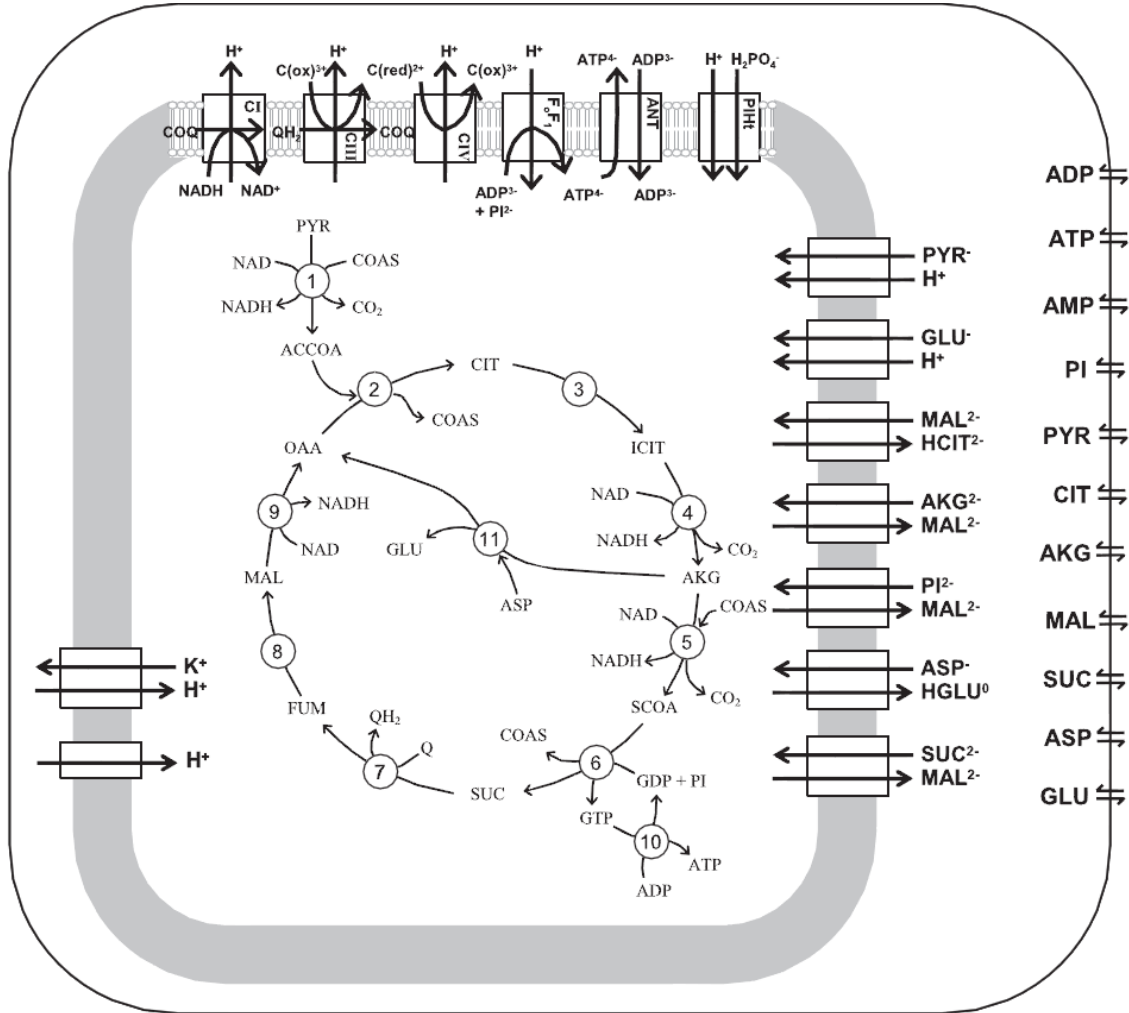 H⁺ H⁺ H⁺ H⁺ ATP⁴⁻ ADP³⁻ H⁺ H₂PO₄⁻
C(ox)³⁺ C(red)²⁺ C(ox)³⁺
CI CIII CIV FₒF₁ ANT PIHt
COQ QH₂ COQ
NADH NAD⁺ ADP³⁻ ATP⁴⁻ ADP³⁻
+ PI²⁻
PYR
NAD COAS
1
NADH CO₂
ACCOA
2
COAS
CIT
3
ICIT
OAA
NAD
4
NADH CO₂
9
NADH
NAD
GLU
11
ASP
MAL
AKG
NAD COAS
5
NADH CO₂
8
SCOA
FUM
QH₂
Q
7
SUC
COAS
6
GDP + PI
GTP
10
ATP
ADP
K⁺
H⁺
H⁺
PYR⁻
H⁺
GLU⁻
H⁺
MAL²⁻
HCIT²⁻
AKG²⁻
MAL²⁻
PI²⁻
MAL²⁻
ASP⁻
HGLU⁰
SUC²⁻
MAL²⁻
ADP
ATP
AMP
PI
PYR
CIT
AKG
MAL
SUC
ASP
GLU